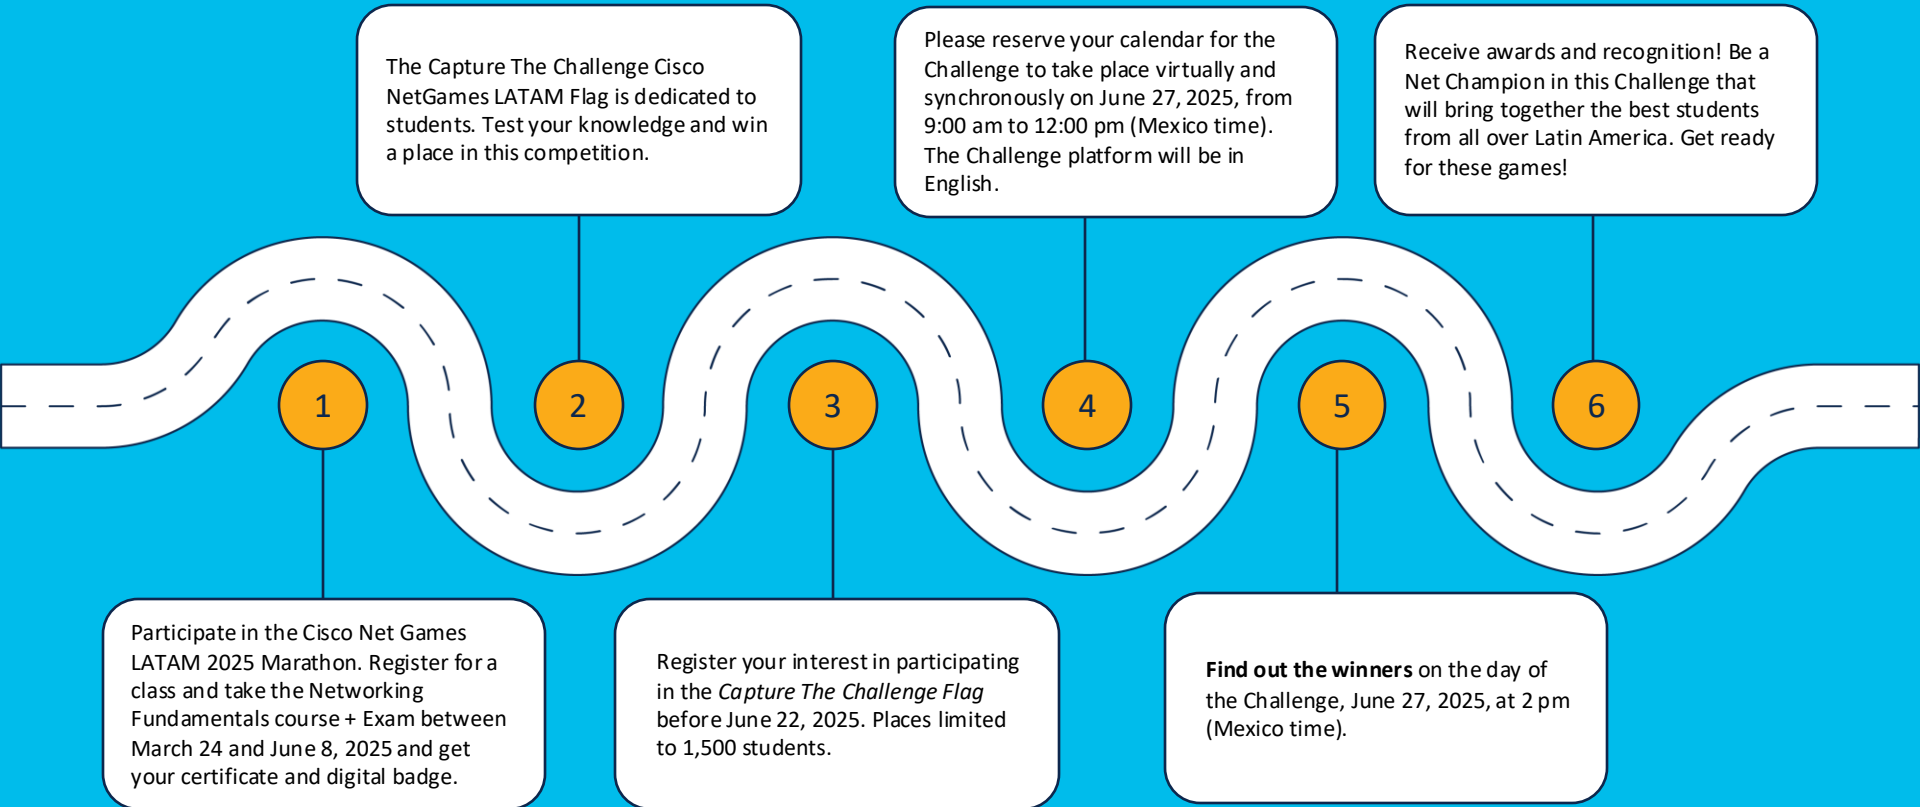 The Capture The Challenge Cisco
NetGames LATAM Flag is dedicated to
students. Test your knowledge and win
a place in this competition.
Please reserve your calendar for the
Challenge to take place virtually and
synchronously on June 27, 2025, from
9:00 am to 12:00 pm (Mexico time).
The Challenge platform will be in
English.
Receive awards and recognition! Be a
Net Champion in this Challenge that
will bring together the best students
from all over Latin America. Get ready
for these games!
1
2
3
4
5
6
Participate in the Cisco Net Games
LATAM 2025 Marathon. Register for a
class and take the Networking
Fundamentals course + Exam between
March 24 and June 8, 2025 and get
your certificate and digital badge.
Register your interest in participating
in the Capture The Challenge Flag
before June 22, 2025. Places limited
to 1,500 students.
Find out the winners on the day of
the Challenge, June 27, 2025, at 2 pm
(Mexico time).